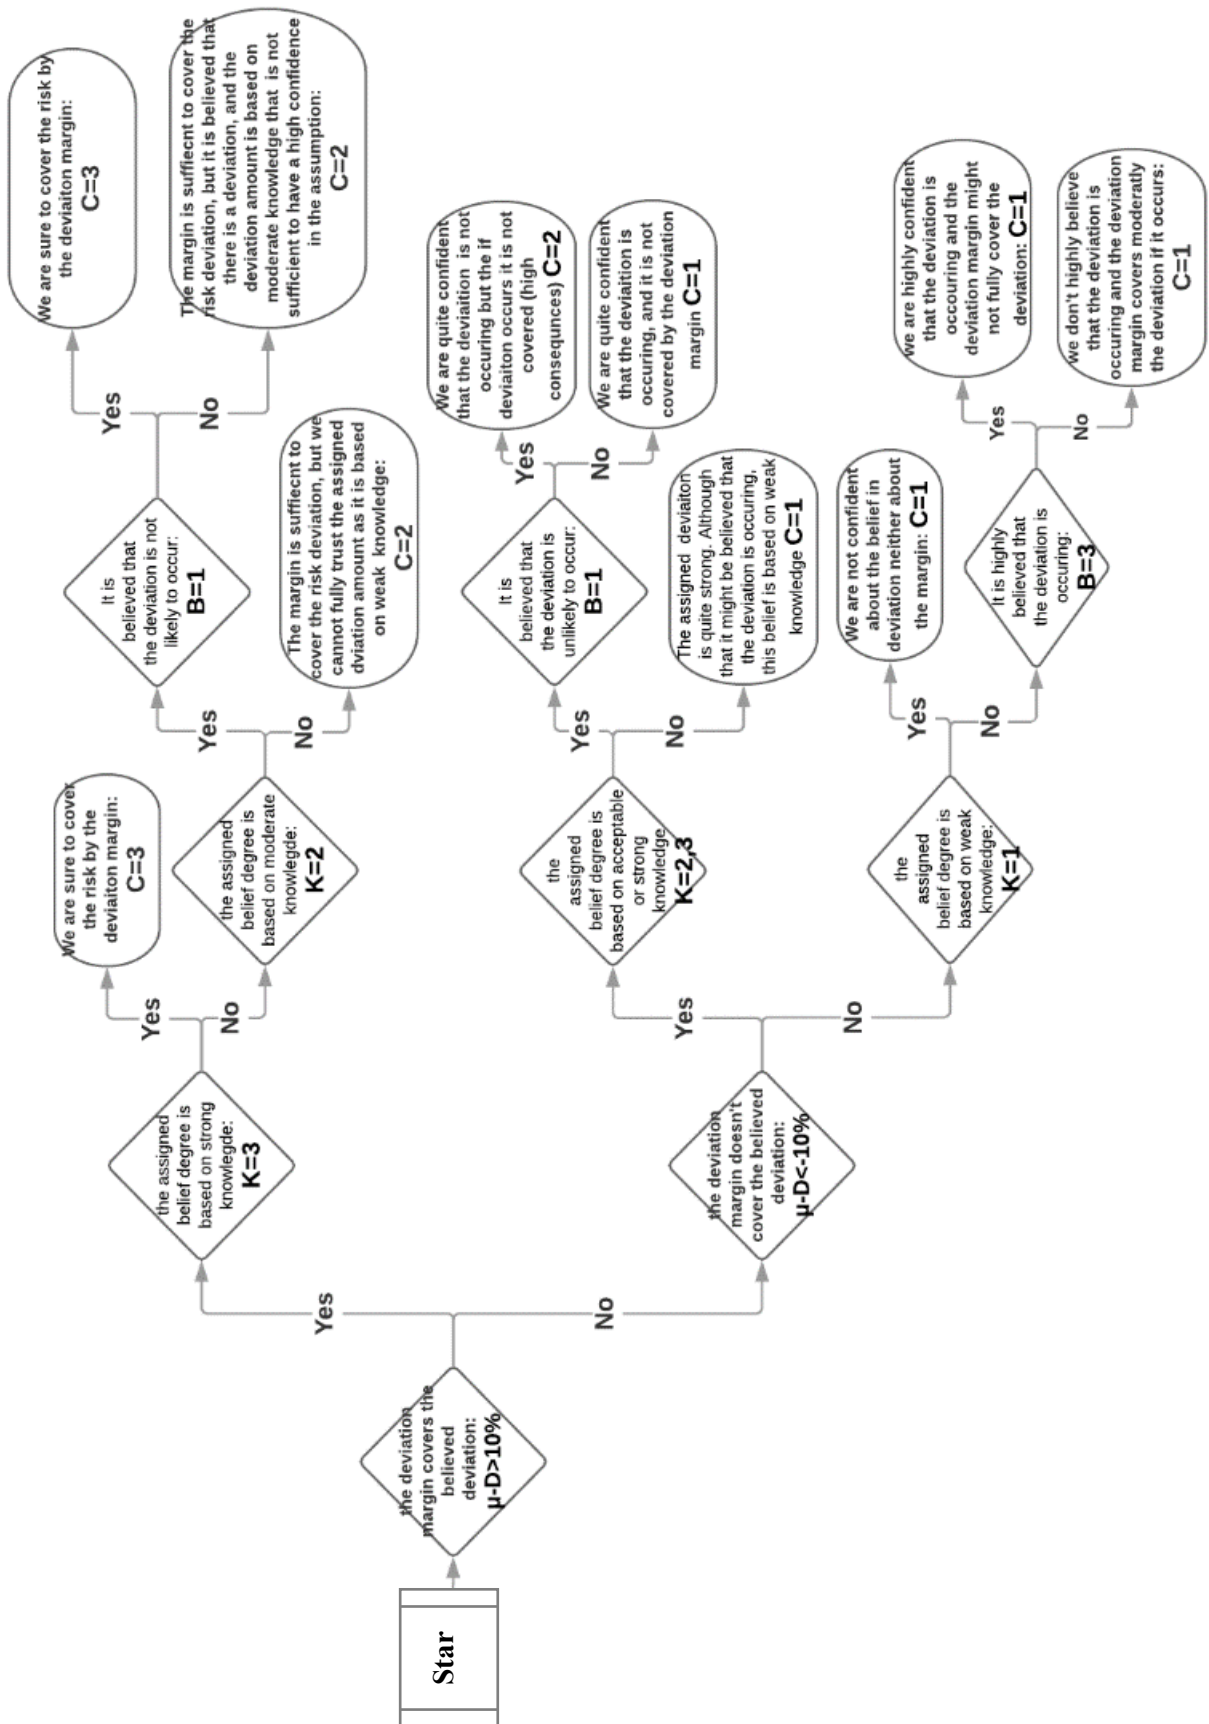 Star
the deviation
margin covers the
believed
deviation:
μ-D>10%
Yes
No
the assigned
belief degree is
based on strong
knowlegde:
K=3
Yes
No
We are sure to cover
the risk by the
deviaiton margin:
C=3
the assigned
belief degree is
based on moderate
knowlegde:
K=2
Yes
No
It is
believed that
the deviation is not
likely to occur:
B=1
The margin is suffiecnt to
cover the risk deviation, but we
cannot fully trust the assigned
dviation amount as it is based
on weak knowledge:
C=2
Yes
No
We are sure to cover the risk by
the deviaiton margin:
C=3
The margin is suffiecnt to cover the
risk deviation, but it is believed that
there is a deviation, and the
deviation amount is based on
moderate knowledge that is not
sufficient to have a high confidence
in the assumption:
C=2
the deviation
margin doesn't
cover the believed
deviation:
μ-D<-10%
Yes
No
the
assigned
belief degree is
based on acceptable
or strong
knowledge
K=2,3
Yes
No
It is
believed that
the deviation is
unlikely to occur:
B=1
The assigned deviaiton
is quite strong. Although
that it might be believed that
the deviation is occuring,
this belief is based on weak
knowledge C=1
Yes
No
We are quite confident
that the deviation is not
occuring but the if
deviaiton occurs it is not
covered (high
consequnces) C=2
We are quite confident
that the deviaition is
occuring, and it is not
covered by the deviation
margin C=1
the
assigned
belief degree is
based on weak
knowledge:
K=1
Yes
No
We are not confident
about the belief in
deviation neither about
the margin: C=1
It is highly
believed that
the deviation is
occuring:
B=3
Yes
No
we are highly confident
that the deviation is
occouring and the
deviation margin might
not fully cover the
deviation: C=1
we don't highly believe
that the deviation is
occuring and the deviation
margin covers moderatly
the deviation if it occurs:
C=1